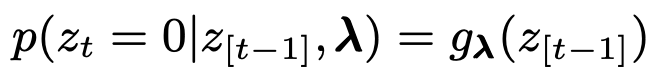 p(z_t = 0|z_{[t−1]}, 𝛌) = g_𝛌(z_{[t−1]})